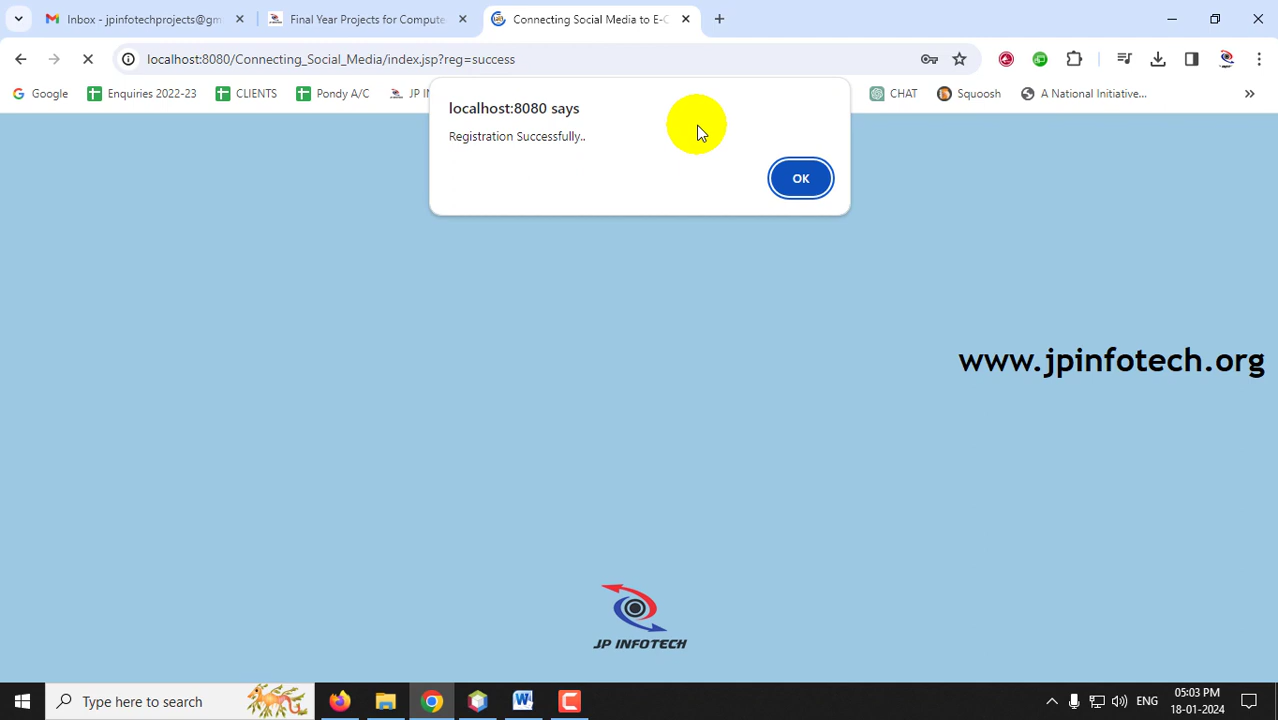 Inbox - jpinfotechprojects@gm
Final Year Projects for Compute
Connecting Social Media to E-C
localhost:8080/Connecting_Social_Media/index.jsp?reg=success
Google
Enquiries 2022-23
CLIENTS
Pondy A/C
JP IN
CHAT
Squoosh
A National Initiative...
localhost:8080 says
Registration Successfully..
OK
www.jpinfotech.org
JP INFOTECH
Type here to search
ENG
05:03 PM
18-01-2024